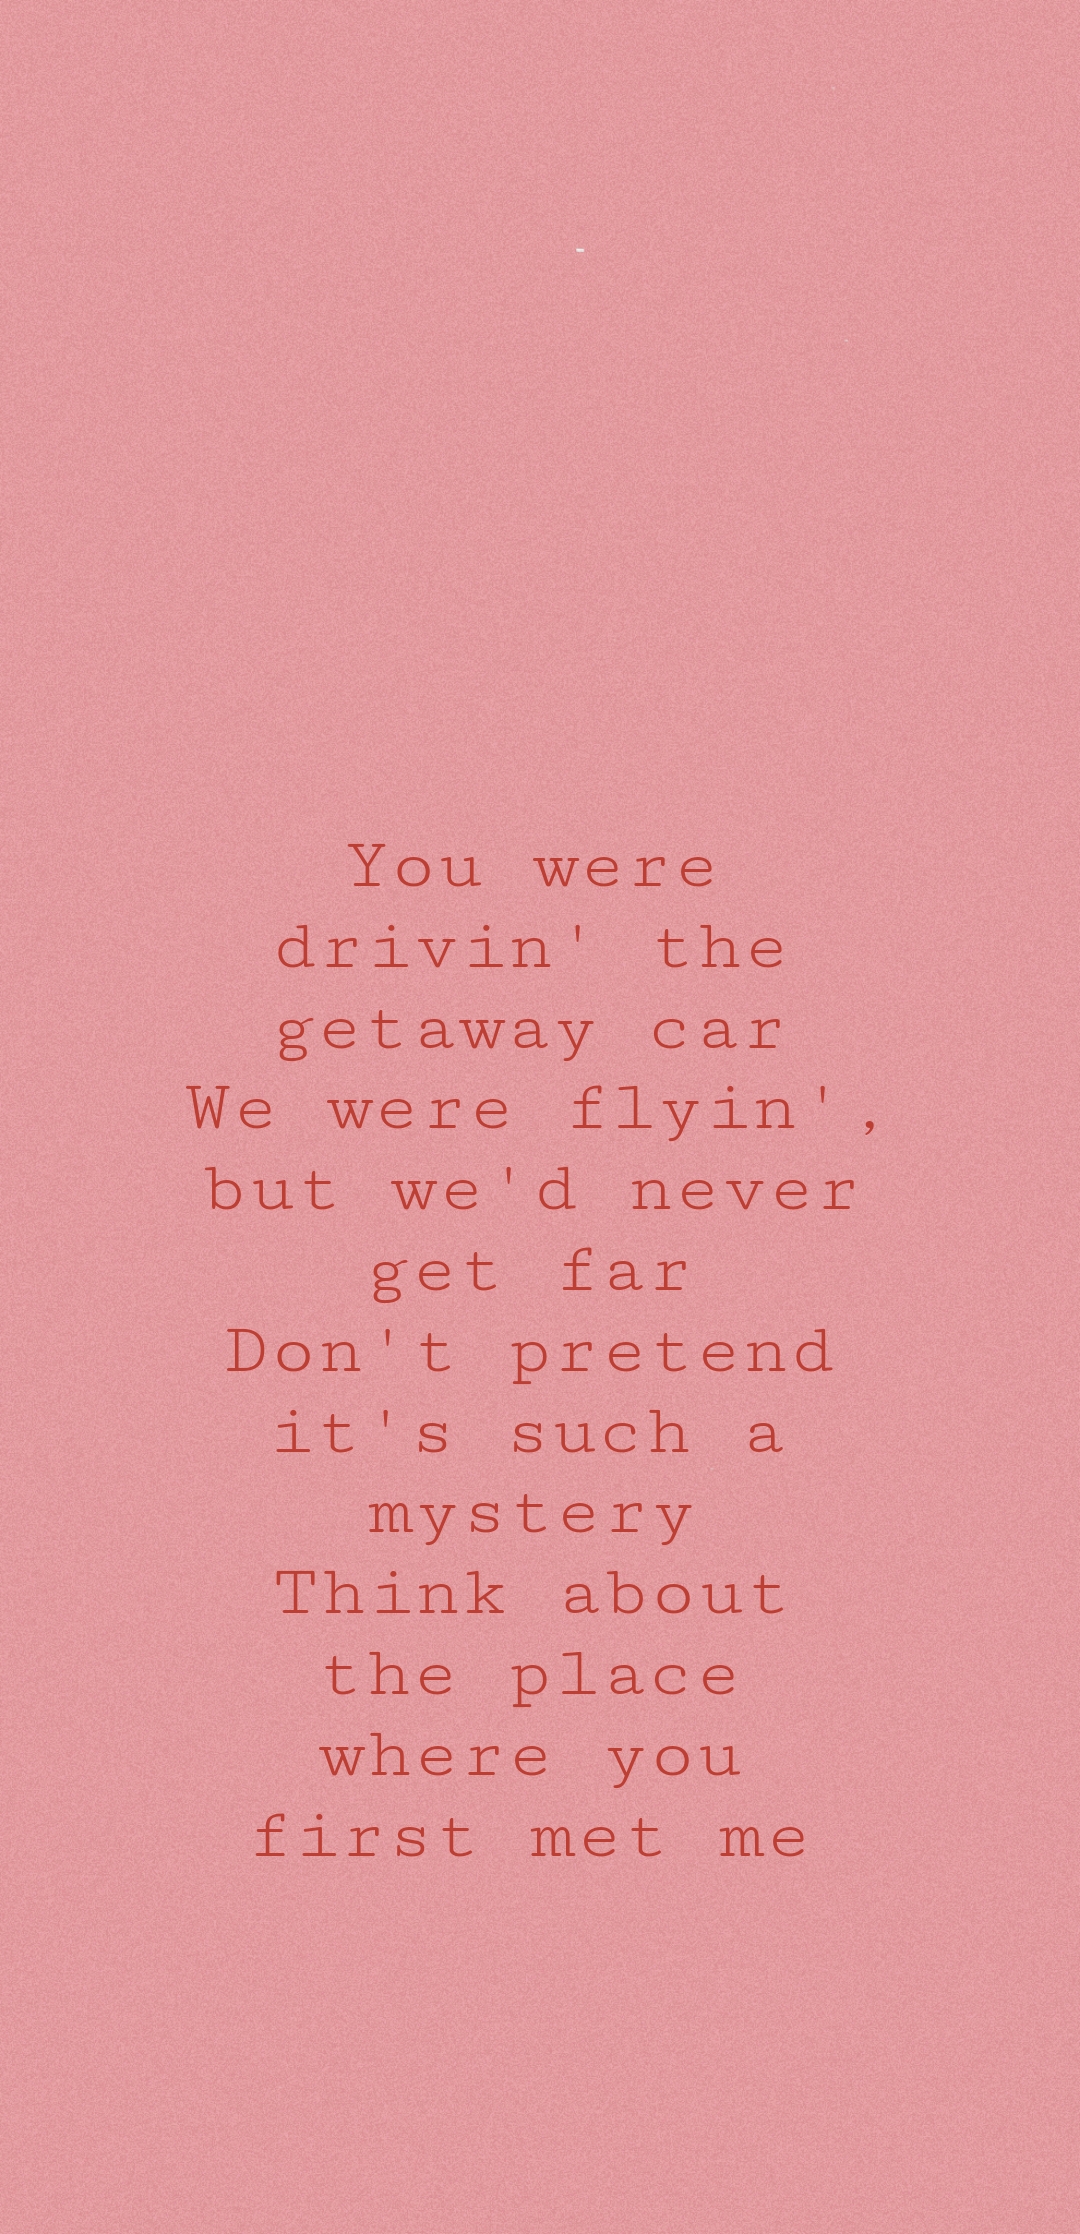 You were
drivin' the
getaway car
We were flyin',
but we'd never
get far
Don't pretend
it's such a
mystery
Think about
the place
where you
first met me